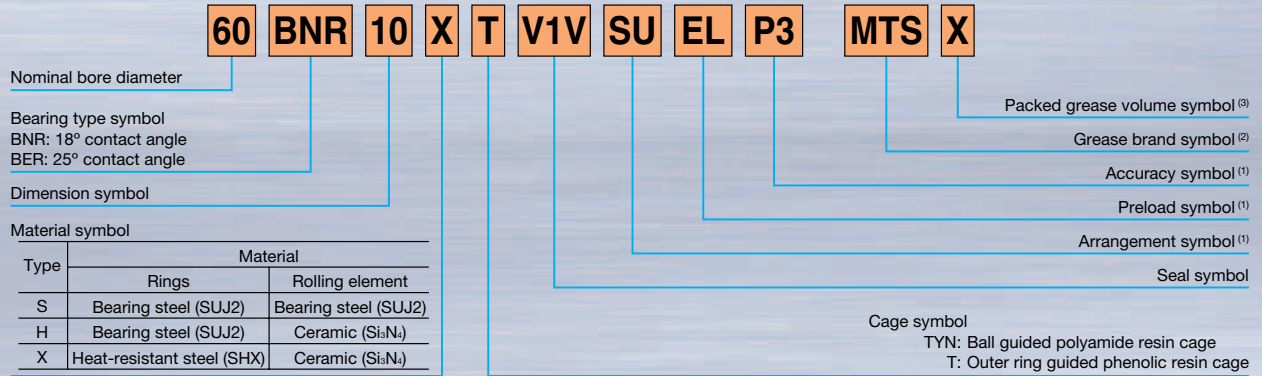 60 BNR 10 X T V1V SU EL P3 MTS X
Nominal bore diameter
Bearing type symbol
BNR: 18º contact angle
BER: 25º contact angle
Dimension symbol
Material symbol
Type Material
Rings Rolling element
S Bearing steel (SUJ2) Bearing steel (SUJ2)
H Bearing steel (SUJ2) Ceramic (Si₃N₄)
X Heat-resistant steel (SHX) Ceramic (Si₃N₄)
Packed grease volume symbol (3)
Grease brand symbol (2)
Accuracy symbol (1)
Preload symbol (1)
Arrangement symbol (1)
Seal symbol
Cage symbol
TYN: Ball guided polyamide resin cage
T: Outer ring guided phenolic resin cage